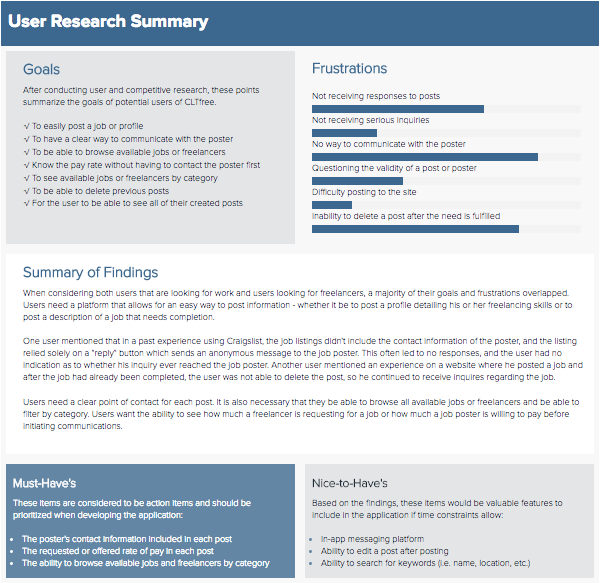 User Research Summary
Goals
After conducting user and competitive research, these points
summarize the goals of potential users of CLTfree.
√ To easily post a job or profile
√ To have a clear way to communicate with the poster
√ To be able to browse available jobs or freelancers
√ Know the pay rate without having to contact the poster first
√ To see available jobs or freelancers by category
√ To be able to delete previous posts
√ For the user to be able to see all of their created posts
Frustrations
Not receiving responses to posts
Not receiving serious inquiries
No way to communicate with the poster
Questioning the validity of a post or poster
Difficulty posting to the site
Inability to delete a post after the need is fulfilled
Summary of Findings
When considering both users that are looking for work and users looking for freelancers, a majority of their goals and frustrations overlapped.
Users need a platform that allows for an easy way to post information - whether it be to post a profile detailing his or her freelancing skills or to
post a description of a job that needs completion.
One user mentioned that in a past experience using Craigslist, the job listings didn't include the contact information of the poster, and the listing
relied solely on a "reply" button which sends an anonymous message to the job poster. This often led to no responses, and the user had no
indication as to whether his inquiry ever reached the job poster. Another user mentioned an experience on a website where he posted a job and
after the job had already been completed, the user was not able to delete the post, so he continued to receive inquires regarding the job.
Users need a clear point of contact for each post. It is also necessary that they be able to browse all available jobs or freelancers and be able to
filter by category. Users want the ability to see how much a freelancer is requesting for a job or how much a job poster is willing to pay before
initiating communications.
Must-Have's
These items are considered to be action items and should be
prioritized when developing the application:
• The poster's contact information included in each post
• The requested or offered rate of pay in each post
• The ability to browse available jobs and freelancers by category
Nice-to-Have's
Based on the findings, these items would be valuable features to
include in the application if time constraints allow:
• In-app messaging platform
• Ability to edit a post after posting
• Ability to search for keywords (i.e. name, location, etc.)